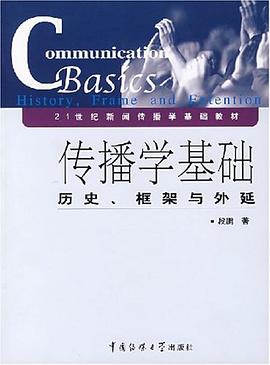 Communication
Basics
History, Frame and Extention
21世纪新闻传播学基础教材
传播学基础
历史、框架与外延
·段鹏 著
中国传媒大学出版社